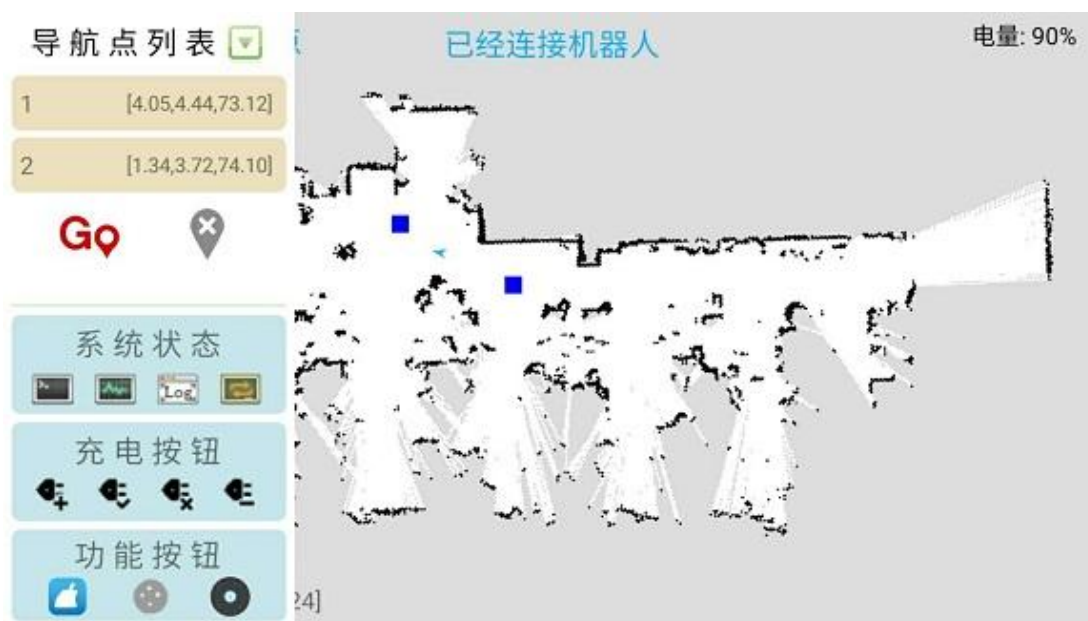 导航点列表
已经连接机器人
电量: 90%
1 [4.05,4.44,73.12]
2 [1.34,3.72,74.10]
Go
系统状态
Log
充电按钮
功能按钮
24]